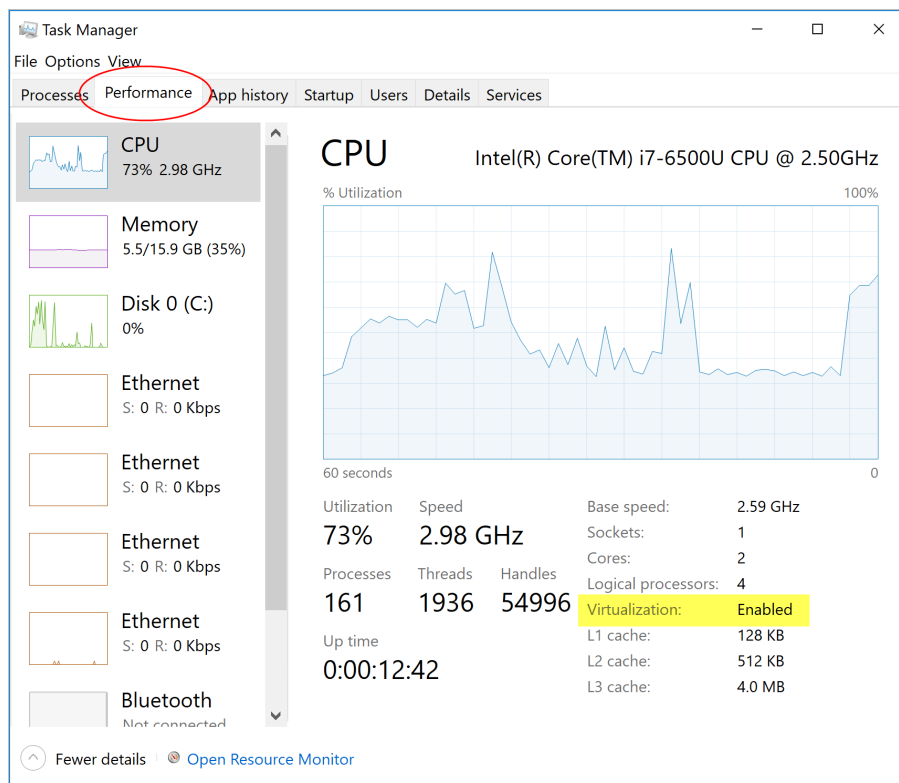 Task Manager
File Options View
Processes Performance App history Startup Users Details Services
CPU
73% 2.98 GHz
Memory
5.5/15.9 GB (35%)
Disk 0 (C:)
0%
Ethernet
S: 0 R: 0 Kbps
Ethernet
S: 0 R: 0 Kbps
Ethernet
S: 0 R: 0 Kbps
Ethernet
S: 0 R: 0 Kbps
Bluetooth
Not connected
CPU Intel(R) Core(TM) i7-6500U CPU @ 2.50GHz
% Utilization 100%
60 seconds 0
Utilization Speed
73% 2.98 GHz
Processes Threads Handles
161 1936 54996
Up time
0:00:12:42
Base speed: 2.59 GHz
Sockets: 1
Cores: 2
Logical processors: 4
Virtualization: Enabled
L1 cache: 128 KB
L2 cache: 512 KB
L3 cache: 4.0 MB
Fewer details Open Resource Monitor